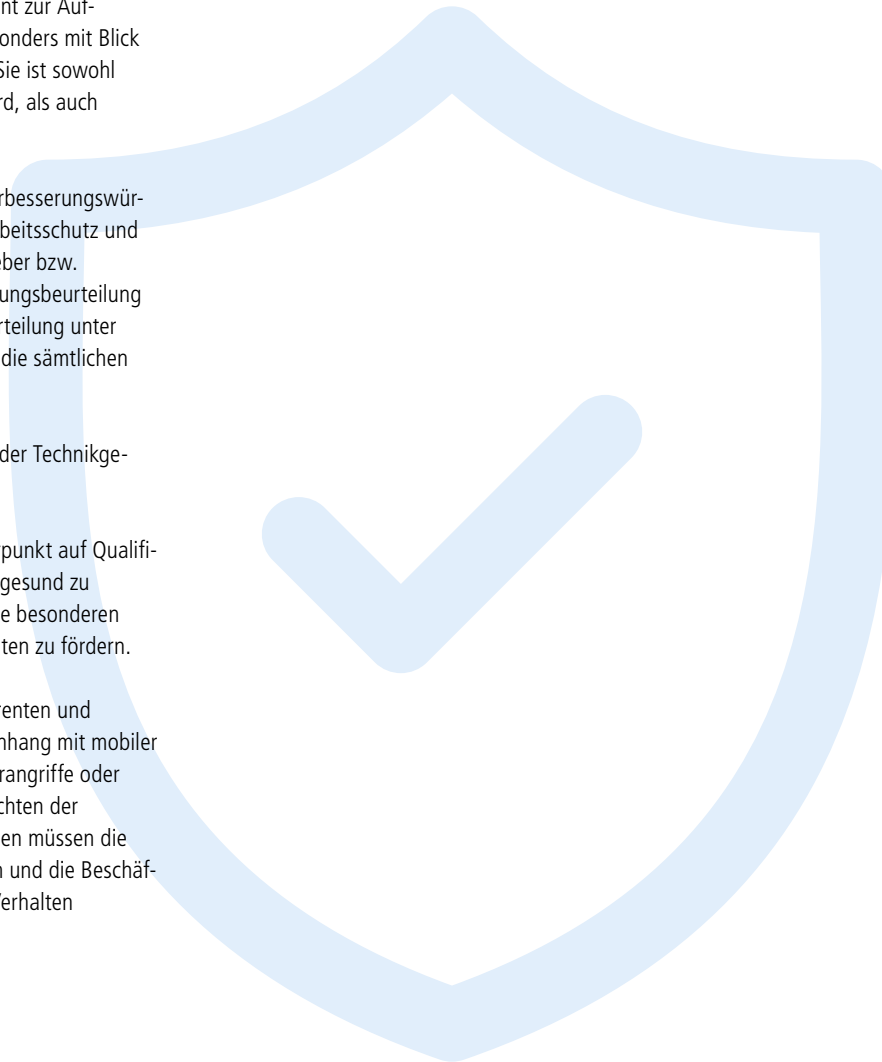 nt zur Auf-
onders mit Blick
Sie ist sowohl
rd, als auch
rbesserungswür-
beitsschutz und
eber bzw.
ungsbeurteilung
rteilung unter
die sämtlichen
der Technikge-
punkt auf Qualifi-
gesund zu
e besonderen
ten zu fördern.
renten und
nhang mit mobiler
rangriffe oder
chten der
en müssen die
n und die Beschäf-
Verhalten